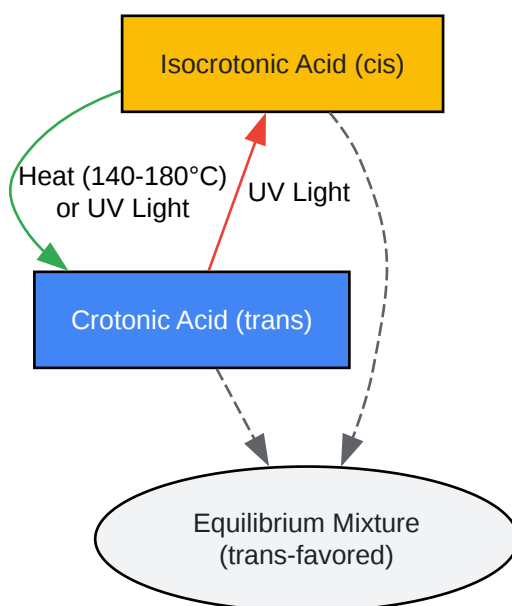 Isocrotonic Acid (cis)
Heat (140-180°C)
or UV Light
UV Light
Crotonic Acid (trans)
Equilibrium Mixture
(trans-favored)